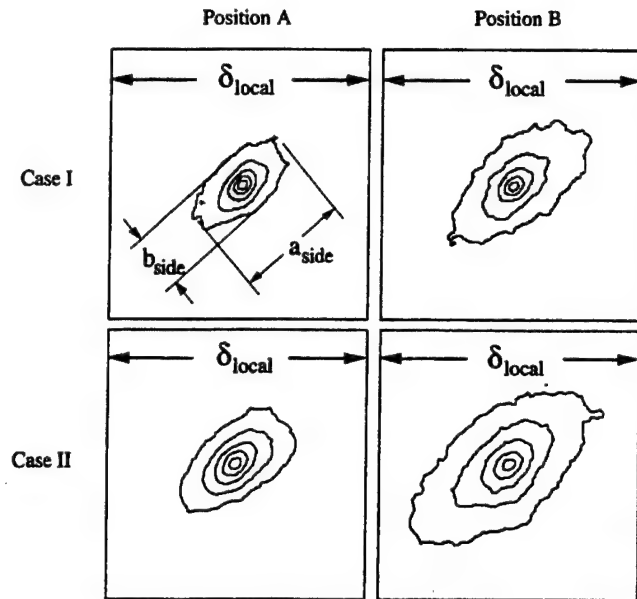 Position A
Position B
δlocal
δlocal
Case I
bside
aside
δlocal
δlocal
Case II